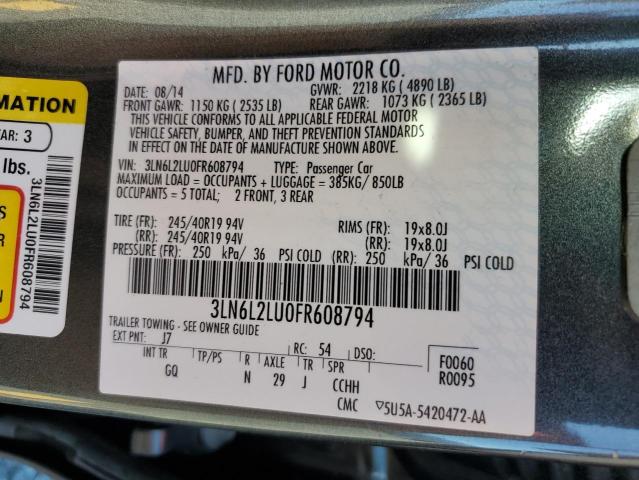 MATION
AR: 3
lbs.
S
ER
3LN6L2LU0FR608794
MFD. BY FORD MOTOR CO.
DATE: 08/14 GVWR: 2218 KG ( 4890 LB)
FRONT GAWR: 1150 KG ( 2535 LB) REAR GAWR: 1073 KG ( 2365 LB)
THIS VEHICLE CONFORMS TO ALL APPLICABLE FEDERAL MOTOR
VEHICLE SAFETY, BUMPER, AND THEFT PREVENTION STANDARDS
IN EFFECT ON THE DATE OF MANUFACTURE SHOWN ABOVE.
VIN: 3LN6L2LU0FR608794 TYPE: Passenger Car
MAXIMUM LOAD = OCCUPANTS + LUGGAGE = 385KG/ 850LB
OCCUPANTS = 5 TOTAL; 2 FRONT, 3 REAR
TIRE (FR): 245/40R19 94V RIMS (FR): 19x8.0J
(RR): 245/40R19 94V (RR): 19x8.0J
PRESSURE (FR): 250 kPa/ 36 PSI COLD (RR): 250 kPa/ 36 PSI COLD
3LN6L2LU0FR608794
TRAILER TOWING - SEE OWNER GUIDE
EXT PNT: J7 RC: 54 DSO: F0060
INT TR TP/PS R AXLE TR SPR R0095
GQ N 29 J CCHH
CMC ▽5U5A-5420472-AA